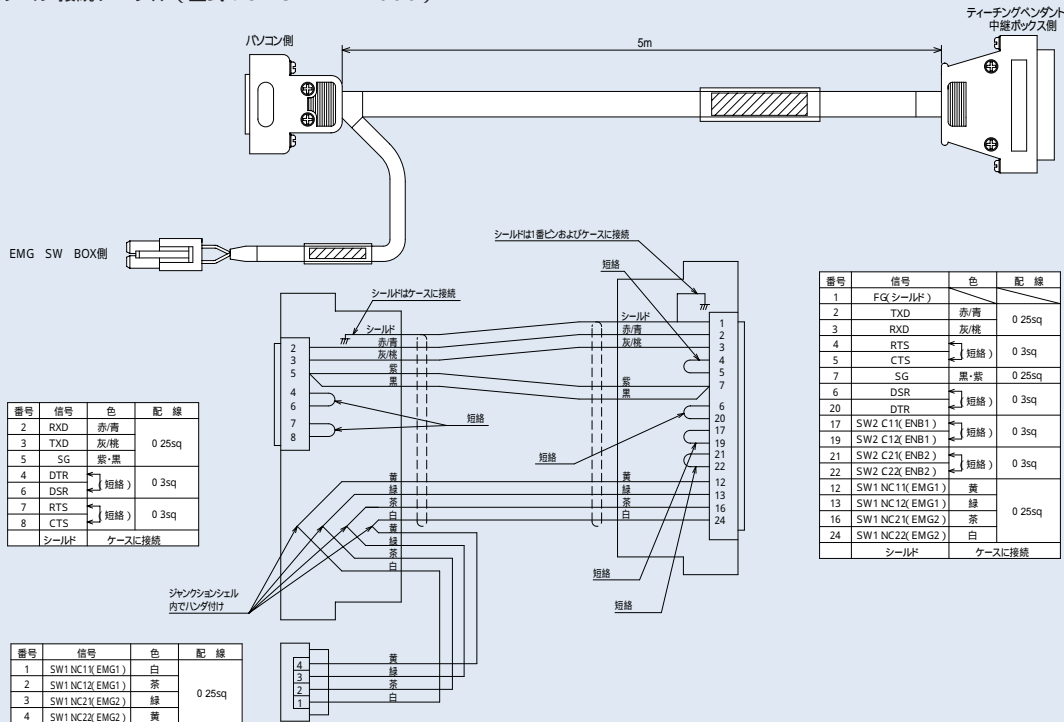 ティーチングペンダント
中継ボックス側
パソコン側
5m
EMG SW BOX側
シールドは1番ピンおよびケースに接続
短絡
シールドはケースに接続
シールド
赤/青
灰/桃
紫
黒
シールド
赤/青
灰/桃
紫
黒
2
3
5
4
6
7
8
1
2
3
4
5
7
6
20
17
19
21
22
12
13
16
24
短絡
短絡
黄
緑
茶
白
黄
緑
茶
白
黄
緑
茶
白
短絡
短絡
ジャンクションシェル
内でハンダ付け
4
3
2
1
黄
緑
茶
白
番号 信号 色 配 線
2 RXD 赤/青 0 25sq
3 TXD 灰/桃
5 SG 紫・黒
4 DTR (短絡) 0 3sq
6 DSR
7 RTS (短絡) 0 3sq
8 CTS
シールド ケースに接続
番号 信号 色 配 線
1 SW1 NC11(EMG1) 白 0 25sq
2 SW1 NC12(EMG1) 茶
3 SW1 NC21(EMG2) 緑
4 SW1 NC22(EMG2) 黄
番号 信号 色 配 線
1 FG(シールド)
2 TXD 赤/青 0 25sq
3 RXD 灰/桃
4 RTS (短絡) 0 3sq
5 CTS
7 SG 黒・紫 0 25sq
6 DSR (短絡) 0 3sq
20 DTR
17 SW2 C11(ENB1) (短絡) 0 3sq
19 SW2 C12(ENB1)
21 SW2 C21(ENB2) (短絡) 0 3sq
22 SW2 C22(ENB2)
12 SW1 NC11(EMG1) 黄 0 25sq
13 SW1 NC12(EMG1) 緑
16 SW1 NC21(EMG2) 茶
24 SW1 NC22(EMG2) 白
シールド ケースに接続